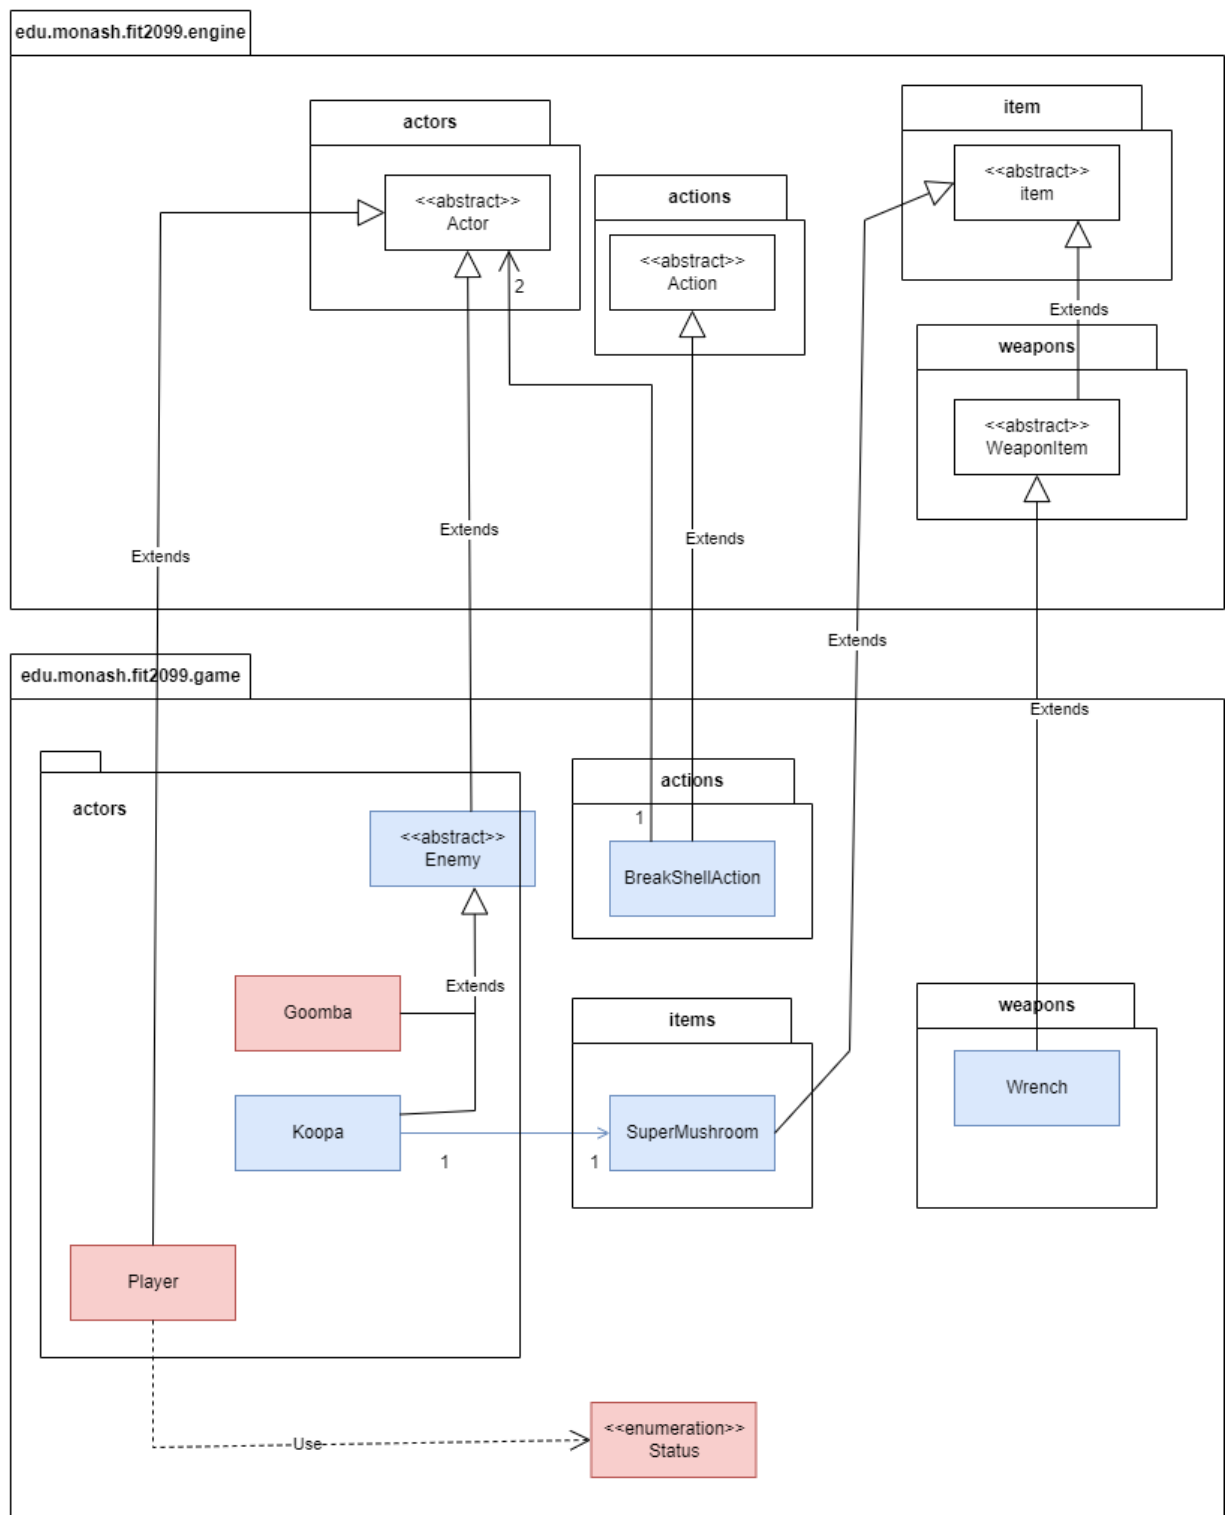 edu.monash.fit2099.engine
actors
item
<<abstract>>
item
<<abstract>>
Actor
actions
<<abstract>>
Action
2
Extends
weapons
<<abstract>>
WeaponItem
Extends
Extends
Extends
Extends
edu.monash.fit2099.game
Extends
actors
actions
1
<<abstract>>
Enemy
BreakShellAction
Extends
Goomba
items
weapons
Wrench
Koopa
1
1
SuperMushroom
Player
Use
<<enumeration>>
Status